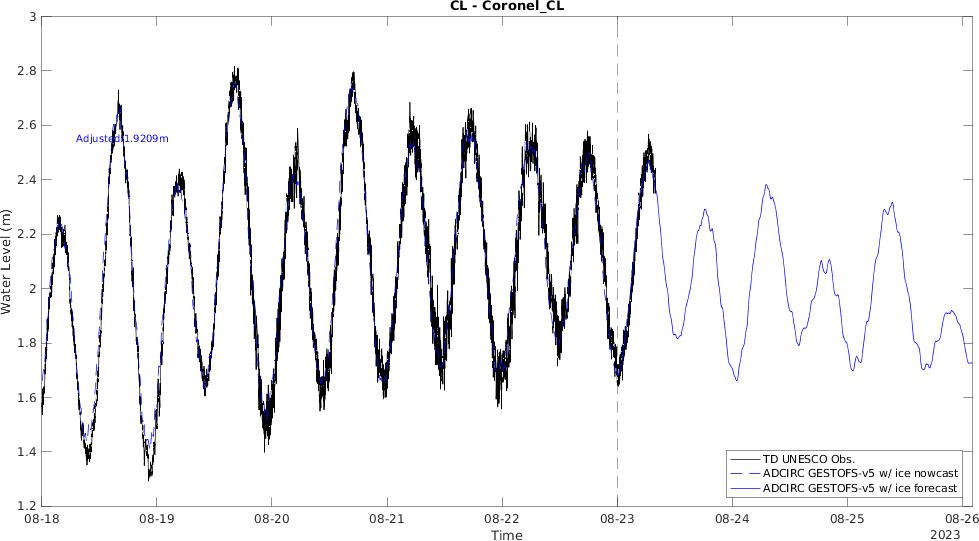 CL - Coronel_CL
3
2.8
2.6
2.4
2.2
2
1.8
1.6
1.4
1.2
Water Level (m)
Adjusted:1.9209m
TD UNESCO Obs.
ADCIRC GESTOFS-v5 w/ ice nowcast
ADCIRC GESTOFS-v5 w/ ice forecast
08-18 08-19 08-20 08-21 08-22 08-23 08-24 08-25 08-26
Time
2023